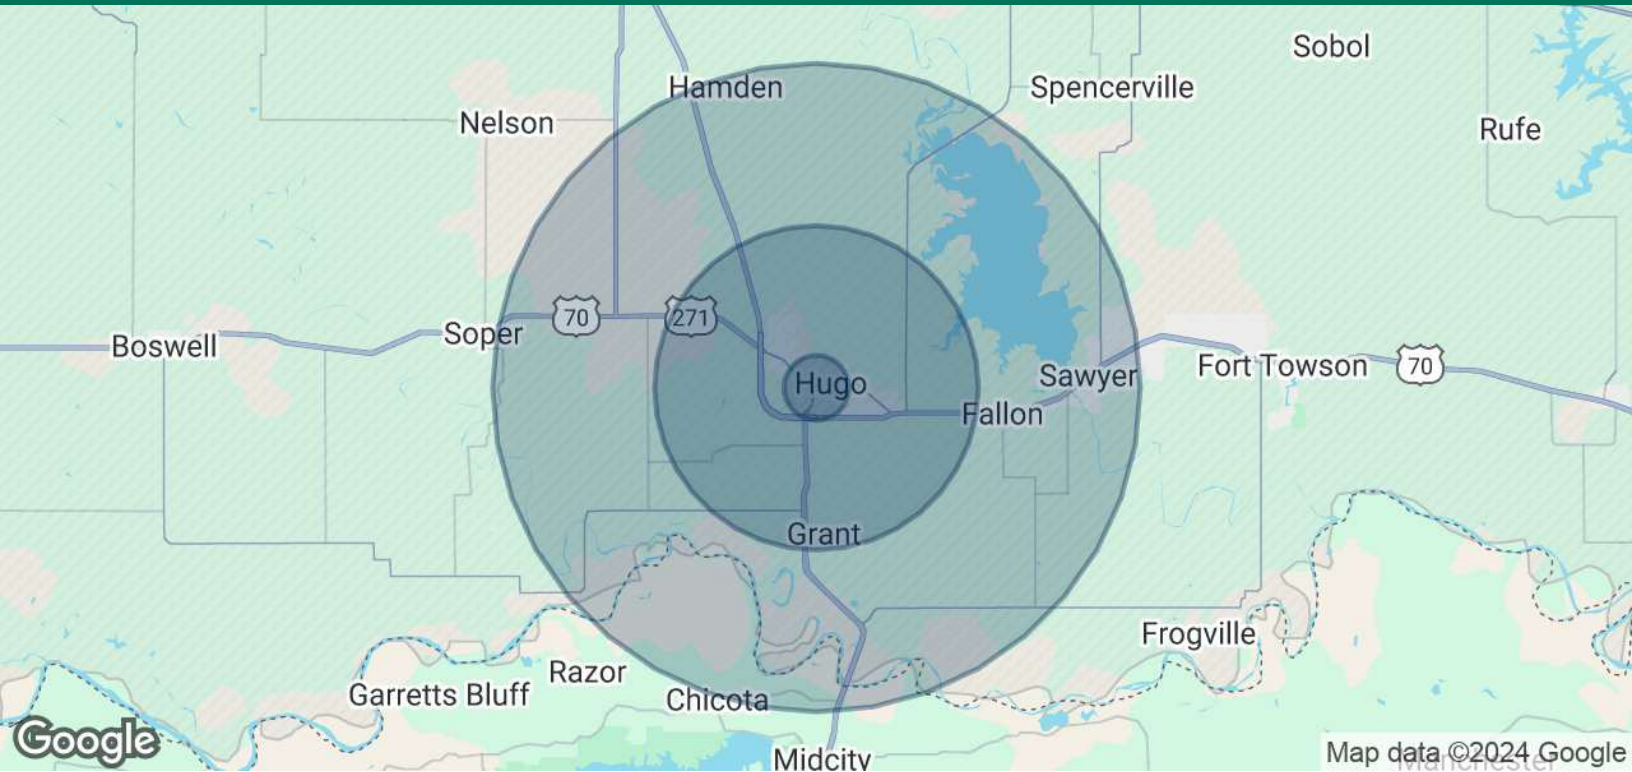 Sobol
Hamden
Spencerville
Nelson
Rufe
70
271
Soper
Boswell
Fort Towson
70
Sawyer
Hugo
Fallon
Grant
Frogville
Razor
Garretts Bluff
Chicota
Google
Midcity
Map data ©2024 Google
Manchester